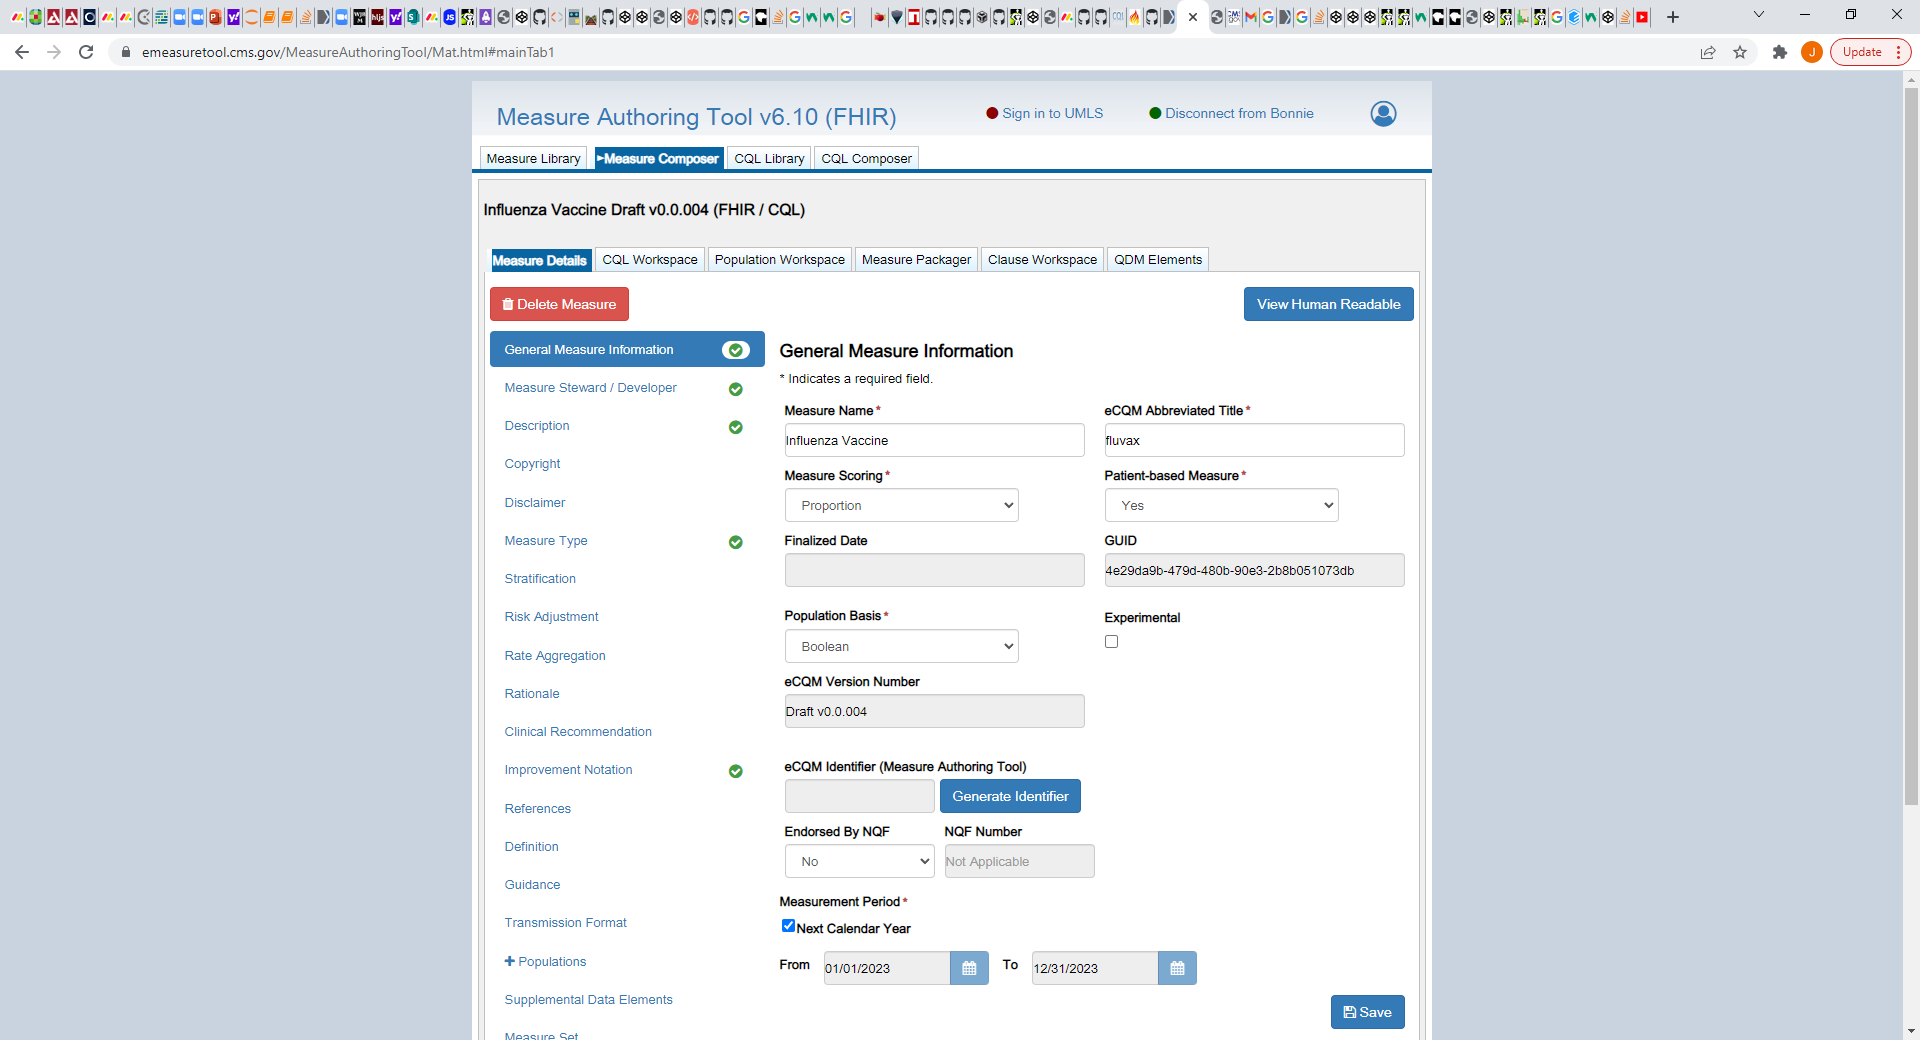 emeasuretool.cms.gov/MeasureAuthoringTool/Mat.html#mainTab1
J
Update
Measure Authoring Tool v6.10 (FHIR)
Sign in to UMLS
Disconnect from Bonnie
Measure Library
Measure Composer
CQL Library
CQL Composer
Influenza Vaccine Draft v0.0.004 (FHIR / CQL)
Measure Details
CQL Workspace
Population Workspace
Measure Packager
Clause Workspace
QDM Elements
Delete Measure
View Human Readable
General Measure Information
Measure Steward / Developer
Description
Copyright
Disclaimer
Measure Type
Stratification
Risk Adjustment
Rate Aggregation
Rationale
Clinical Recommendation
Improvement Notation
References
Definition
Guidance
Transmission Format
Populations
Supplemental Data Elements
Measure Set
General Measure Information
* Indicates a required field.
Measure Name*
eCQM Abbreviated Title*
Influenza Vaccine
fluvax
Measure Scoring*
Patient-based Measure*
Proportion
Yes
Finalized Date
GUID
4e29da9b-479d-480b-90e3-2b8b051073db
Population Basis*
Experimental
Boolean
eCQM Version Number
Draft v0.0.004
eCQM Identifier (Measure Authoring Tool)
Generate Identifier
Endorsed By NQF
NQF Number
No
Not Applicable
Measurement Period*
Next Calendar Year
From
01/01/2023
To
12/31/2023
Save